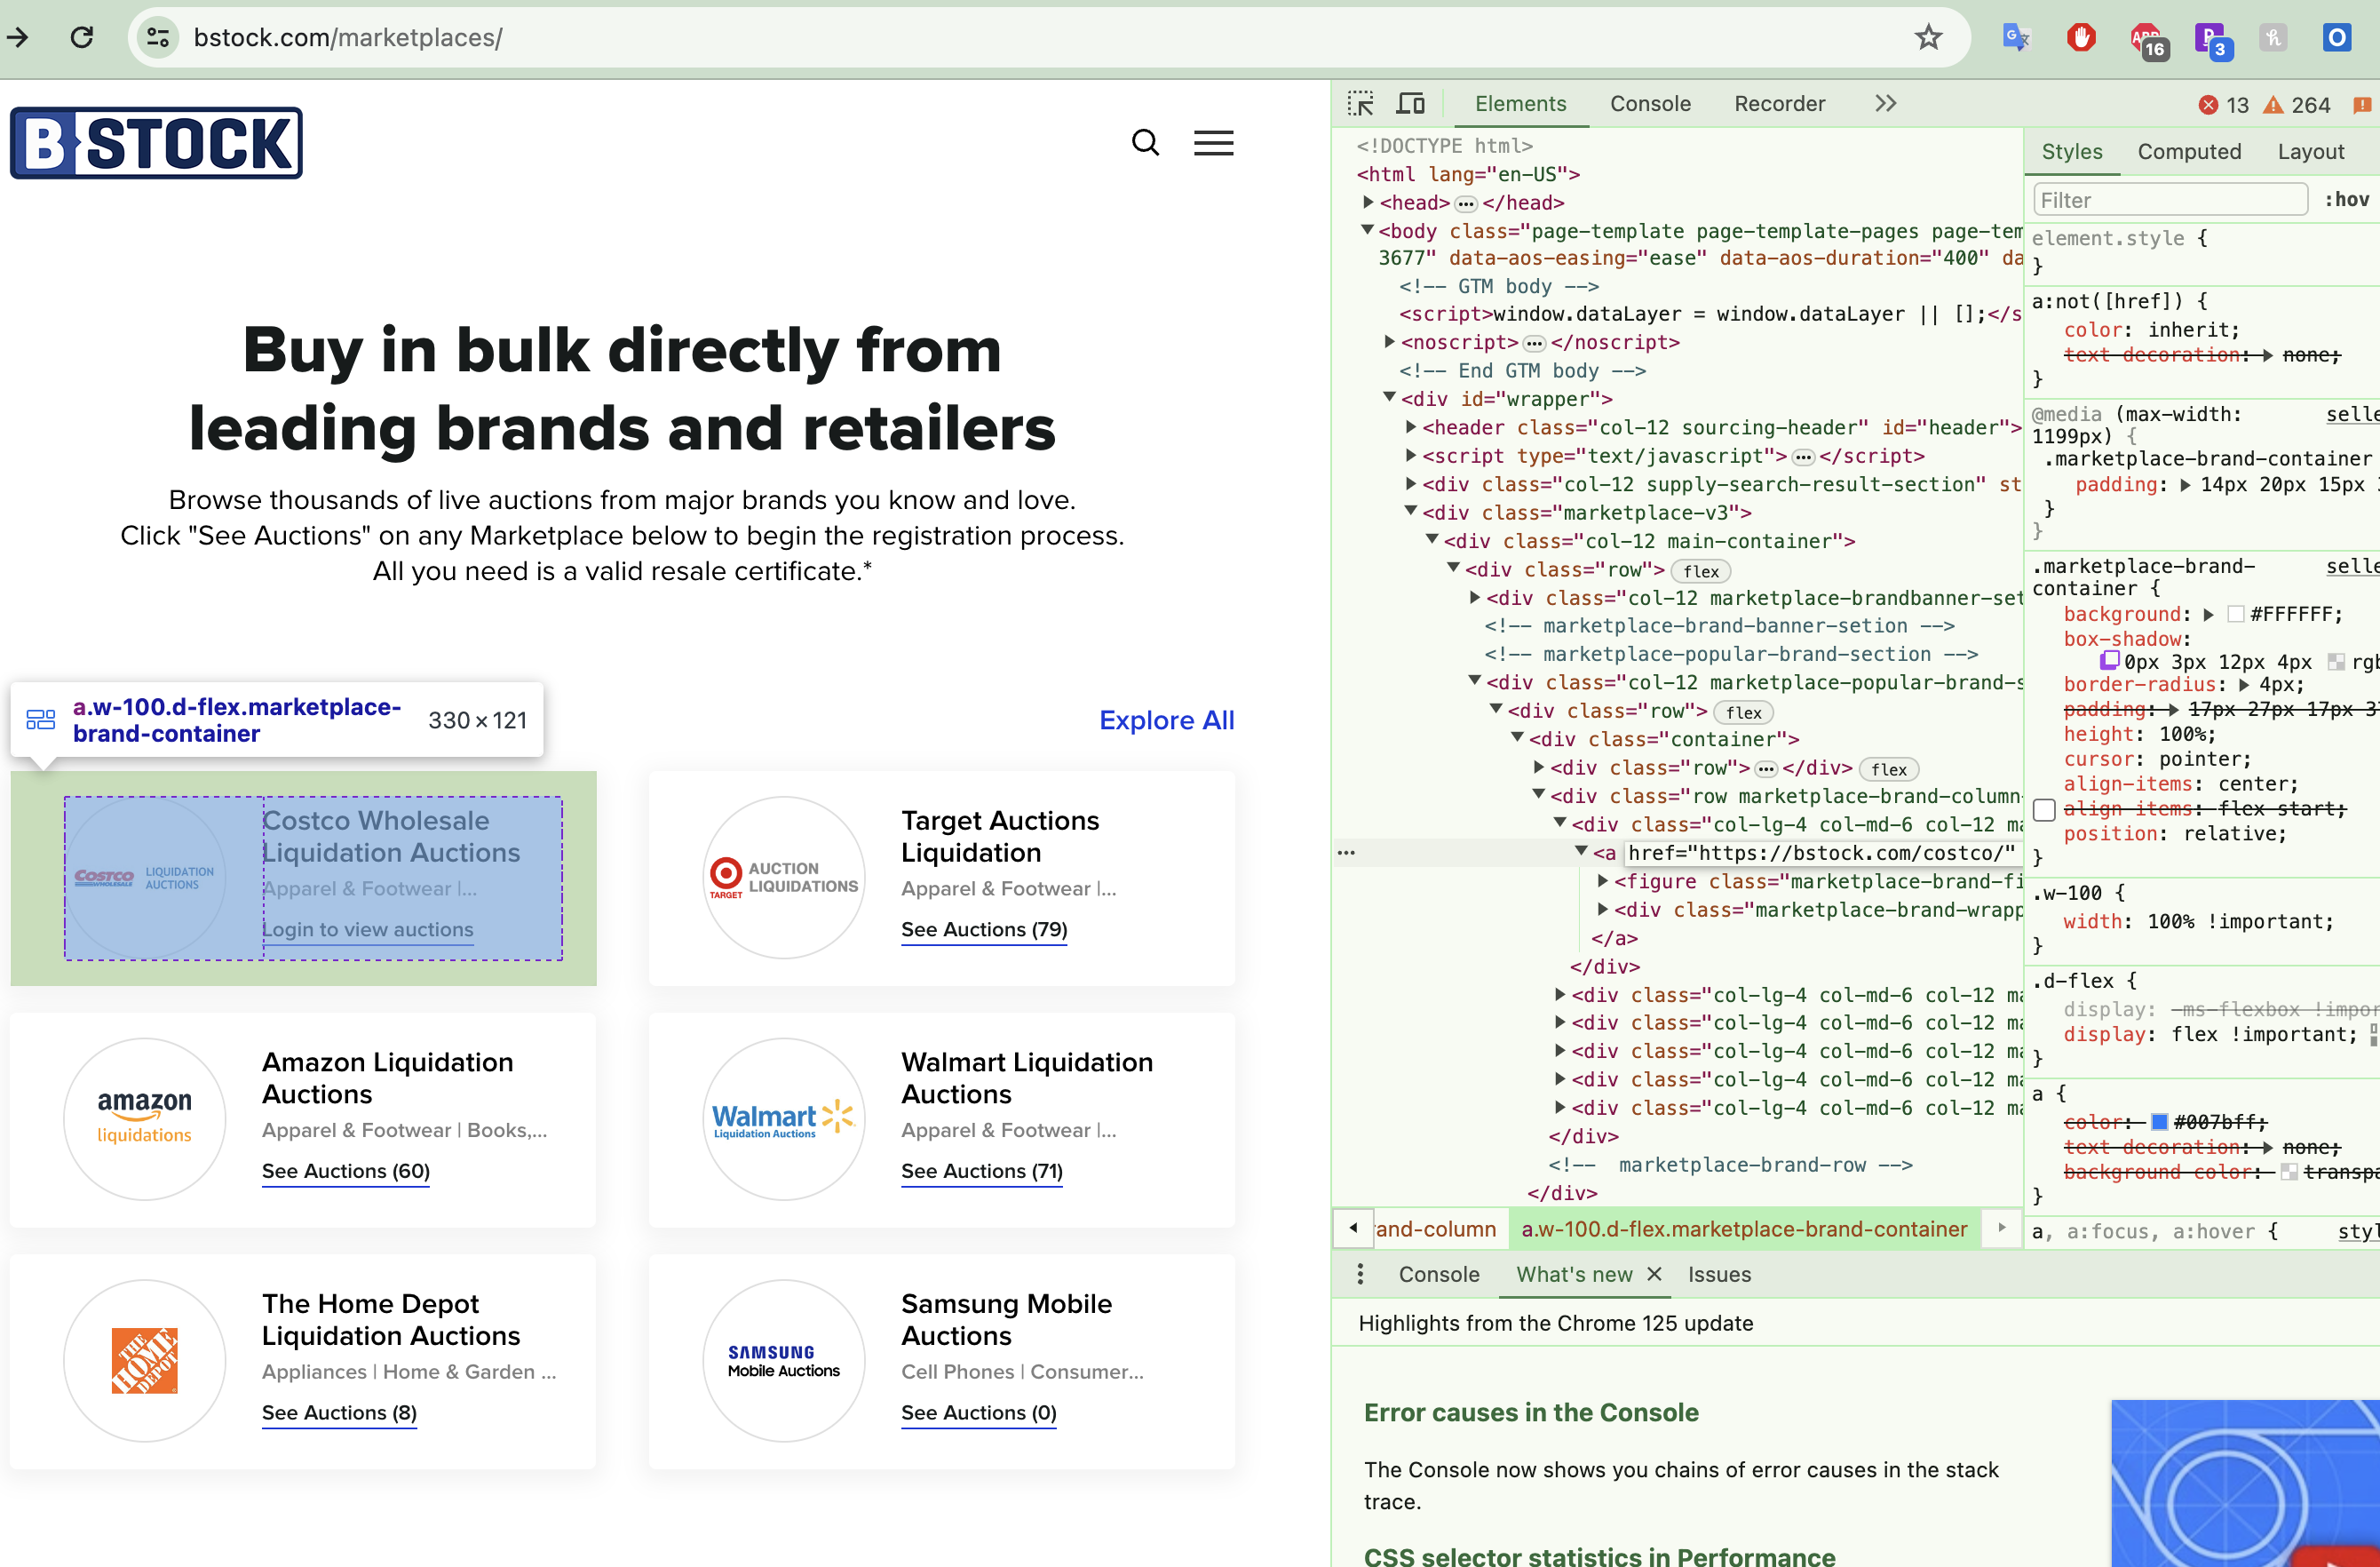 bstock.com/marketplaces/
16
3
B STOCK
Buy in bulk directly from
leading brands and retailers
Browse thousands of live auctions from major brands you know and love.
Click "See Auctions" on any Marketplace below to begin the registration process.
All you need is a valid resale certificate.*
a.w-100.d-flex.marketplace-
brand-container
330 × 121
Explore All
COSTCO WHOLESALE LIQUIDATION AUCTIONS
Costco Wholesale
Liquidation Auctions
Apparel & Footwear |...
Login to view auctions
TARGET AUCTION LIQUIDATIONS
Target Auctions
Liquidation
Apparel & Footwear |...
See Auctions (79)
amazon
liquidations
Amazon Liquidation
Auctions
Apparel & Footwear | Books,...
See Auctions (60)
Walmart
Liquidation Auctions
Walmart Liquidation
Auctions
Apparel & Footwear |...
See Auctions (71)
THE HOME DEPOT
The Home Depot
Liquidation Auctions
Appliances | Home & Garden ...
See Auctions (8)
SAMSUNG
Mobile Auctions
Samsung Mobile
Auctions
Cell Phones | Consumer...
See Auctions (0)
Elements Console Recorder
13 264
<!DOCTYPE html>
<html lang="en-US">
<head> ... </head>
<body class="page-template page-template-pages page-tem
3677" data-aos-easing="ease" data-aos-duration="400" da
<!-- GTM body -->
<script>window.dataLayer = window.dataLayer || [];</s
<noscript> ... </noscript>
<!-- End GTM body -->
<div id="wrapper">
<header class="col-12 sourcing-header" id="header">
<script type="text/javascript"> ... </script>
<div class="col-12 supply-search-result-section" st
<div class="marketplace-v3">
<div class="col-12 main-container">
<div class="row"> flex
<div class="col-12 marketplace-brandbanner-set
<!-- marketplace-brand-banner-setion -->
<!-- marketplace-popular-brand-section -->
<div class="col-12 marketplace-popular-brand-s
<div class="row"> flex
<div class="container">
<div class="row"> ... </div> flex
<div class="row marketplace-brand-column
<div class="col-lg-4 col-md-6 col-12 ma
... <a href="https://bstock.com/costco/"
<figure class="marketplace-brand-fi
<div class="marketplace-brand-wrapp
</a>
</div>
<div class="col-lg-4 col-md-6 col-12 ma
<div class="col-lg-4 col-md-6 col-12 ma
<div class="col-lg-4 col-md-6 col-12 ma
<div class="col-lg-4 col-md-6 col-12 ma
<div class="col-lg-4 col-md-6 col-12 ma
</div>
<!-- marketplace-brand-row -->
</div>
rand-column a.w-100.d-flex.marketplace-brand-container
Styles Computed Layout
Filter :hov
element.style {
}
a:not([href]) {
color: inherit;
text-decoration: none;
}
@media (max-width: selle
1199px) {
.marketplace-brand-container
padding: 14px 20px 15px
}
}
.marketplace-brand- selle
container {
background: #FFFFFF;
box-shadow:
0px 3px 12px 4px rgb
border-radius: 4px;
padding: 17px 27px 17px 3
height: 100%;
cursor: pointer;
align-items: center;
align-items: flex-start;
position: relative;
}
.w-100 {
width: 100% !important;
}
.d-flex {
display: -ms-flexbox !impor
display: flex !important;
}
a {
color: #007bff;
text-decoration: none;
background-color: transpa
}
a, a:focus, a:hover { styl
Console What's new Issues
Highlights from the Chrome 125 update
Error causes in the Console
The Console now shows you chains of error causes in the stack
trace.
CSS selector statistics in Performance